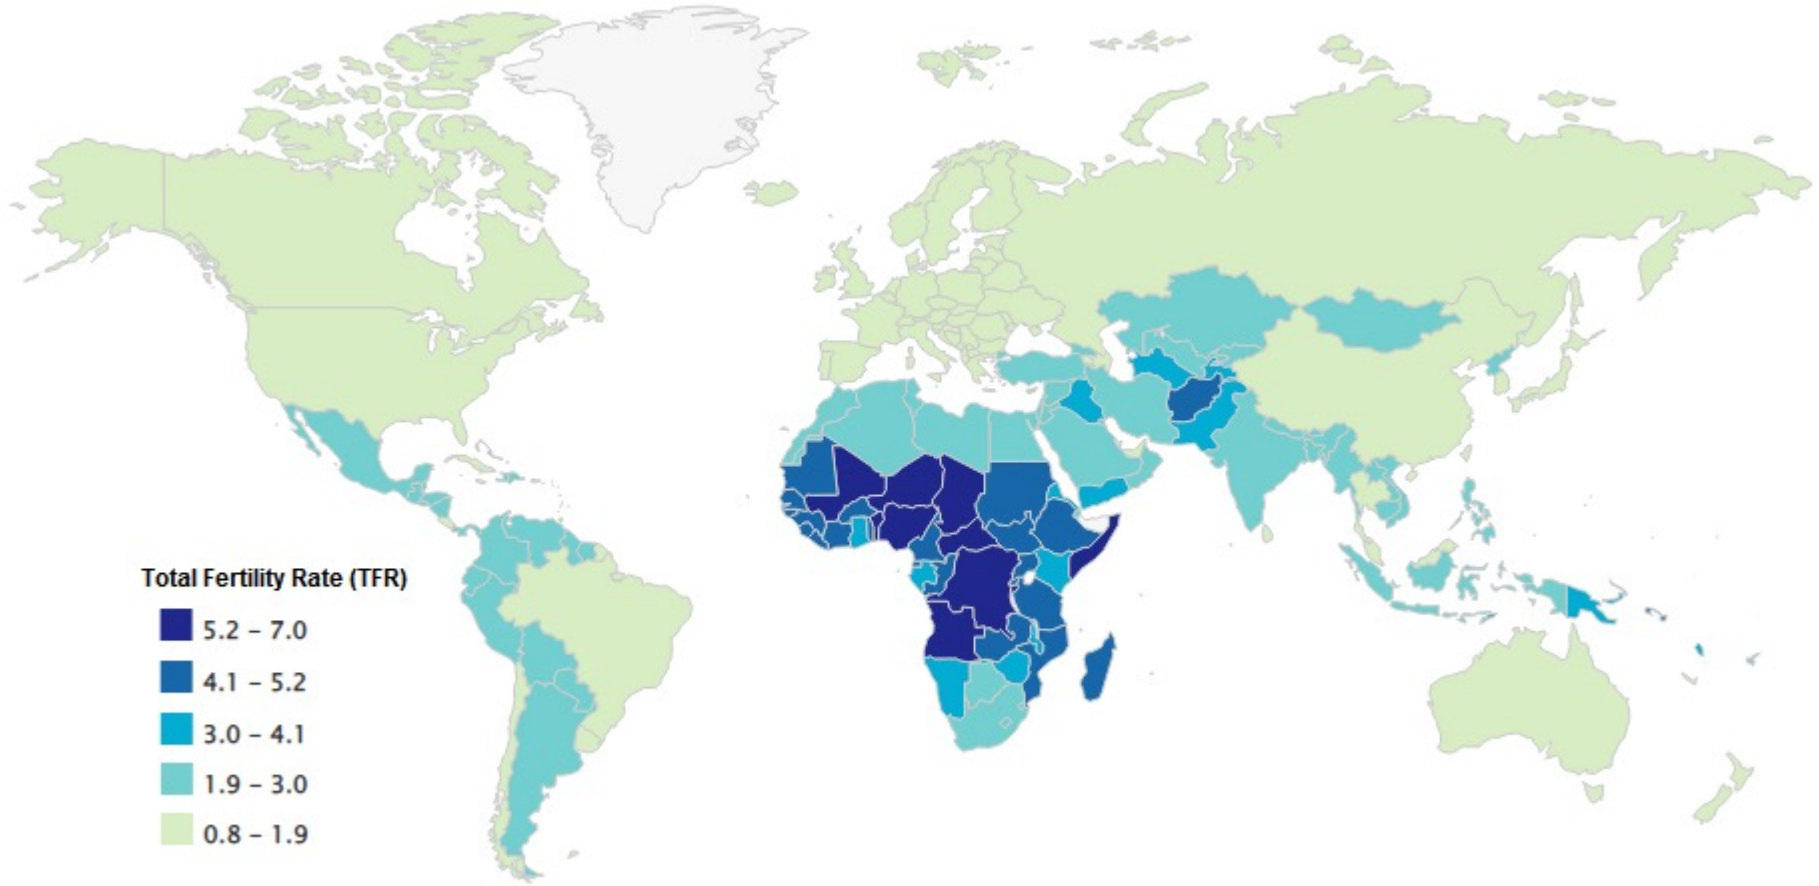 Total Fertility Rate (TFR)
5.2 – 7.0
4.1 – 5.2
3.0 – 4.1
1.9 – 3.0
0.8 – 1.9